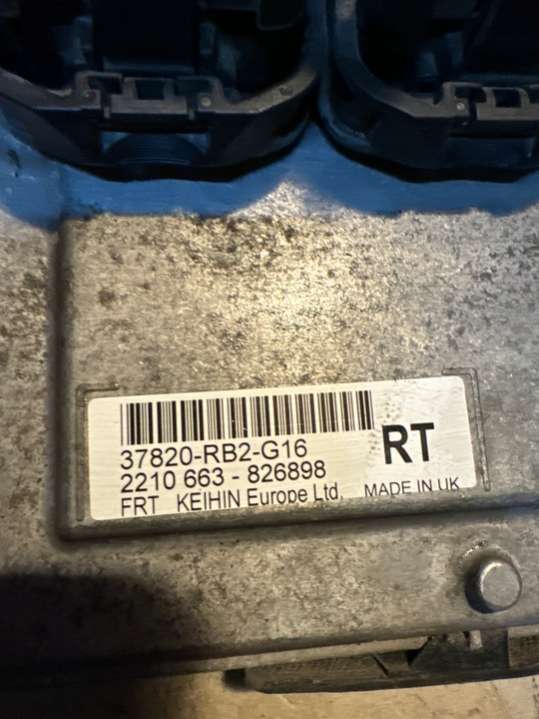 37820-RB2-G16
2210 663 - 826898
RT
FRT KEIHIN Europe Ltd. MADE IN UK